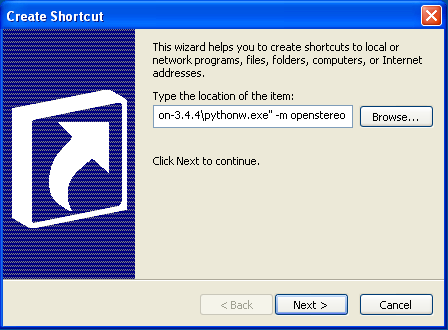 Create Shortcut
This wizard helps you to create shortcuts to local or
network programs, files, folders, computers, or Internet
addresses.
Type the location of the item:
on-3.4.4\pythonw.exe" -m openstereo
Browse...
Click Next to continue.
< Back
Next >
Cancel